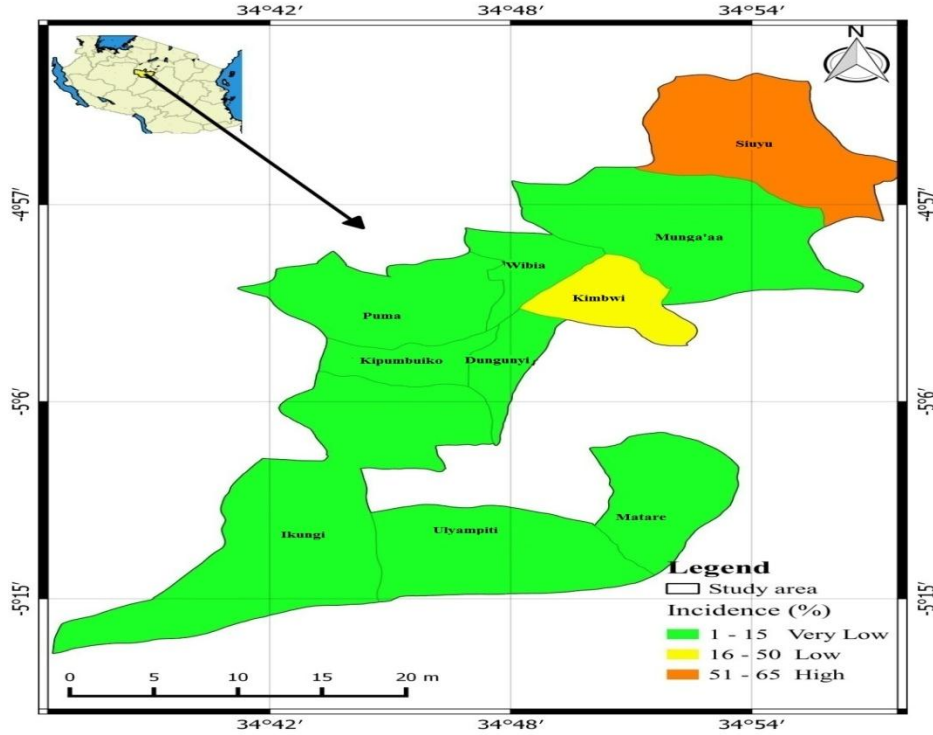 34°42′ 34°48′ 34°54′
N
Siuyu
-4°57′ -4°57′
Munga'aa
Wibia
Kimbwi
Puma
Kipumbuiko Dungunyi
-5°6′ -5°6′
Matare
Ulyampiti
Ikungi
Legend
Study area
-5°15′ -5°15′
Incidence (%)
1 - 15 Very Low
16 - 50 Low
51 - 65 High
0 5 10 15 20 m
34°42′ 34°48′ 34°54′